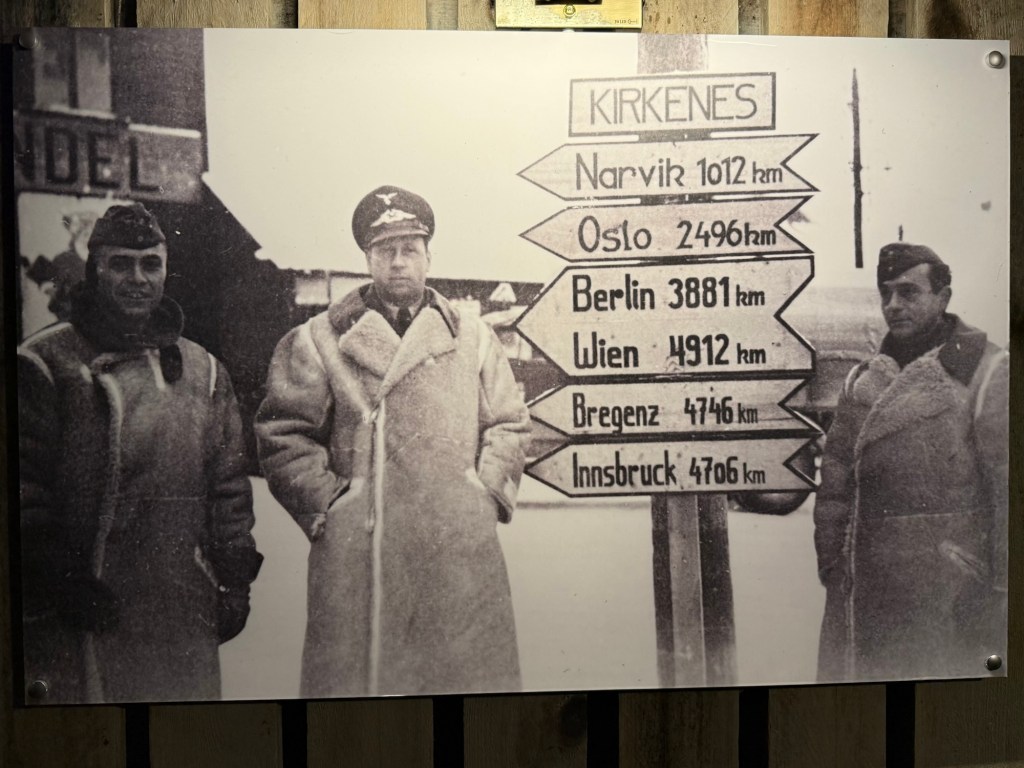 NDEL
KIRKENES
Narvik 1012 km
Oslo 2496 km
Berlin 3881 km
Wien 4912 km
Bregenz 4746 km
Innsbruck 4706 km